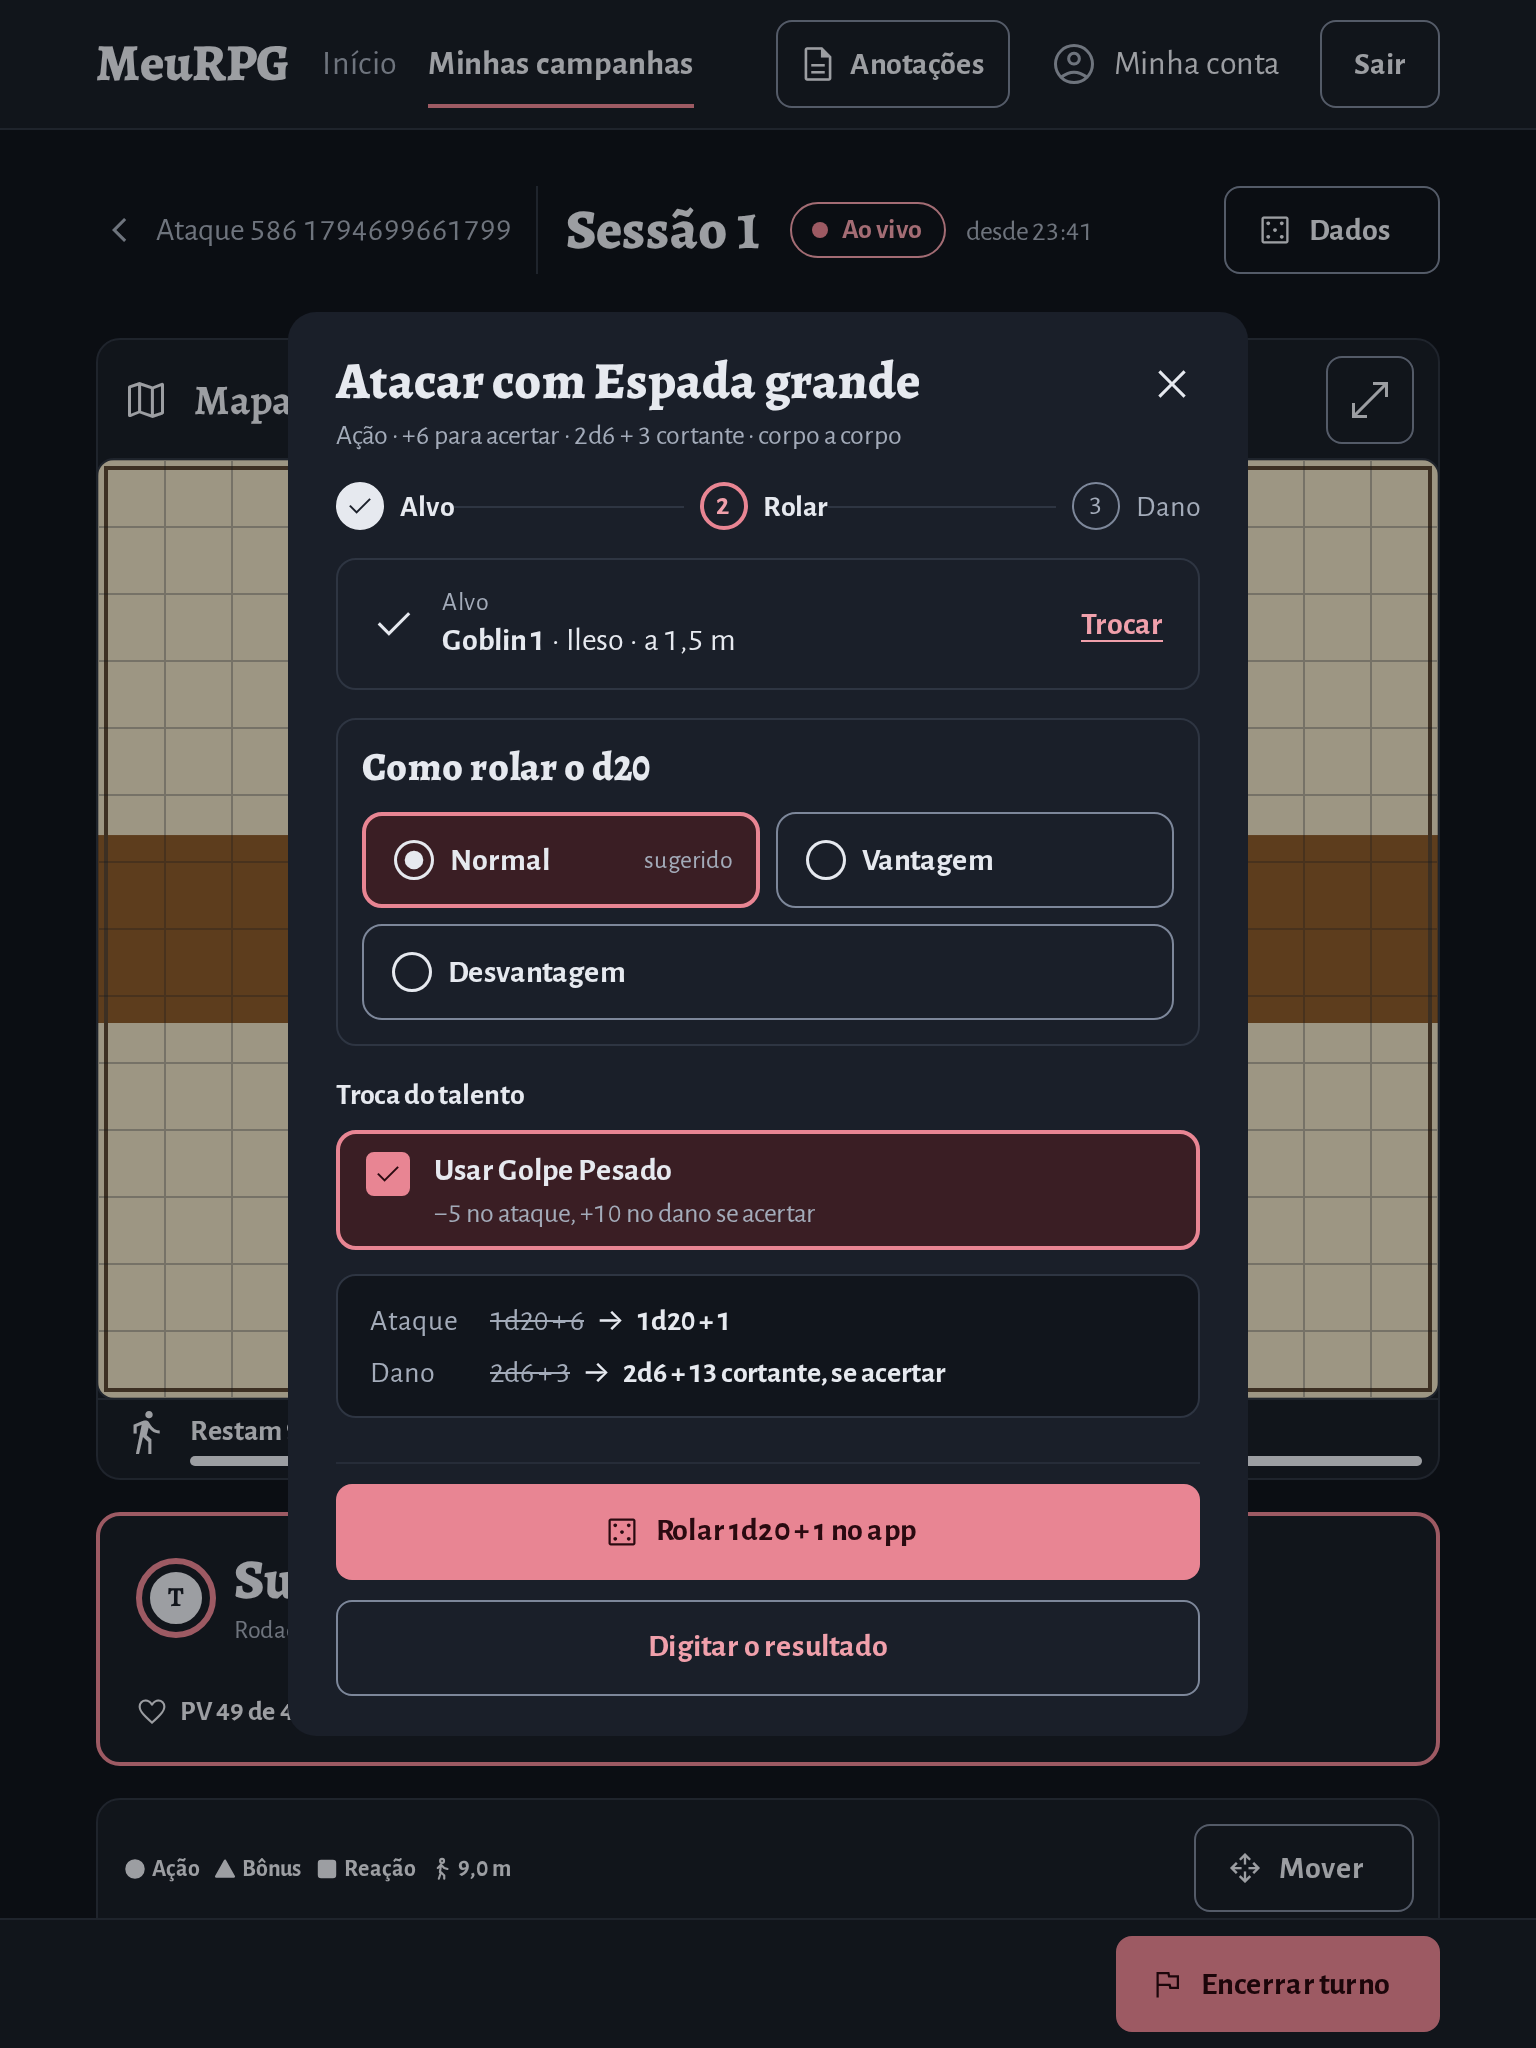 MeuRPG Início Minhas campanhas Anotações Minha conta Sair
Ataque 586 1794699661799 Sessão 1 Ao vivo desde 23:41 Dados
Mapa
Atacar com Espada grande
Ação · +6 para acertar · 2d6 + 3 cortante · corpo a corpo
Alvo 2 Rolar 3 Dano
Alvo
Goblin 1 · Ileso · a 1,5 m
Trocar
Como rolar o d20
Normal sugerido Vantagem
Desvantagem
Troca do talento
Usar Golpe Pesado
−5 no ataque, +10 no dano se acertar
Ataque 1d20 + 6 → 1d20 + 1
Dano 2d6 + 3 → 2d6 + 13 cortante, se acertar
Restam
Rolar 1d20 + 1 no app
Digitar o resultado
T
PV 49 de
Ação Bônus Reação 9,0 m Mover
Encerrar turno